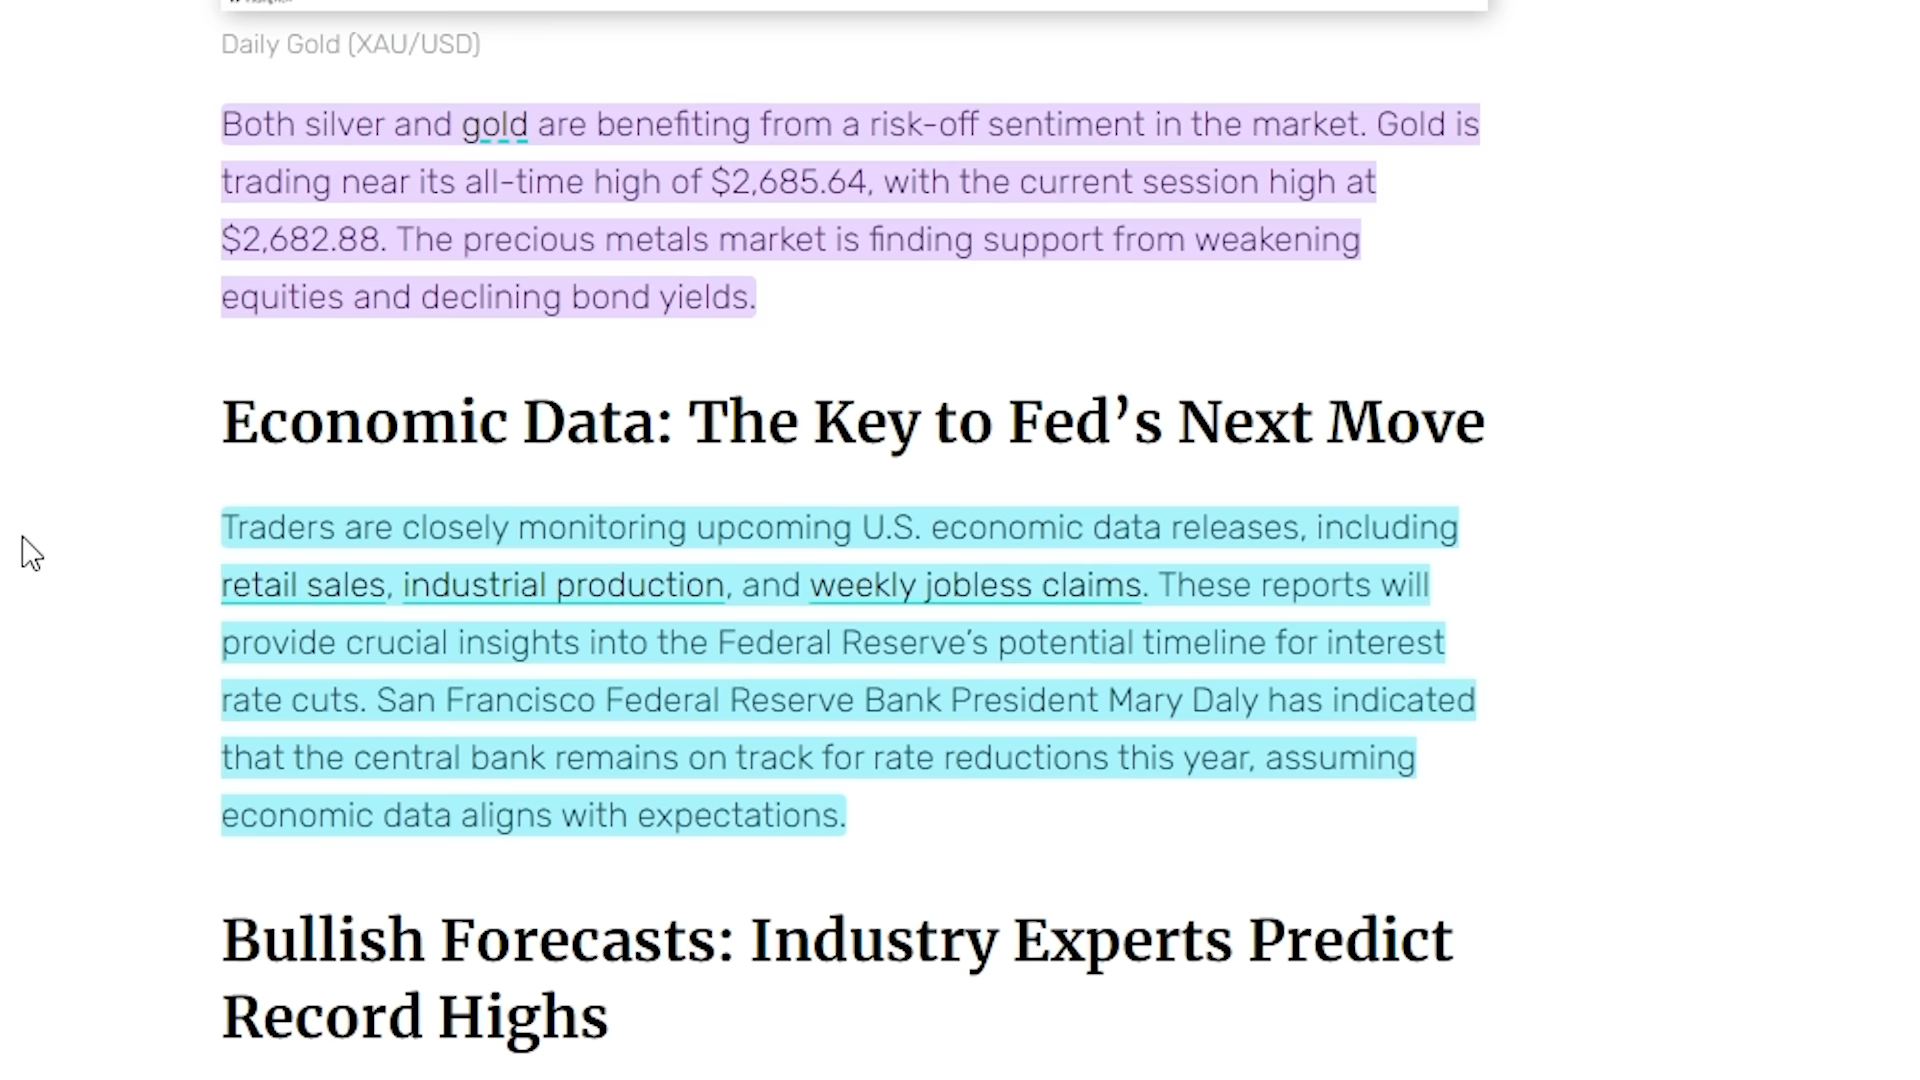 Daily Gold (XAU/USD)
Both silver and gold are benefiting from a risk-off sentiment in the market. Gold is
trading near its all-time high of $2,685.64, with the current session high at
$2,682.88. The precious metals market is finding support from weakening
equities and declining bond yields.
Economic Data: The Key to Fed’s Next Move
Traders are closely monitoring upcoming U.S. economic data releases, including
retail sales, industrial production, and weekly jobless claims. These reports will
provide crucial insights into the Federal Reserve’s potential timeline for interest
rate cuts. San Francisco Federal Reserve Bank President Mary Daly has indicated
that the central bank remains on track for rate reductions this year, assuming
economic data aligns with expectations.
Bullish Forecasts: Industry Experts Predict
Record Highs